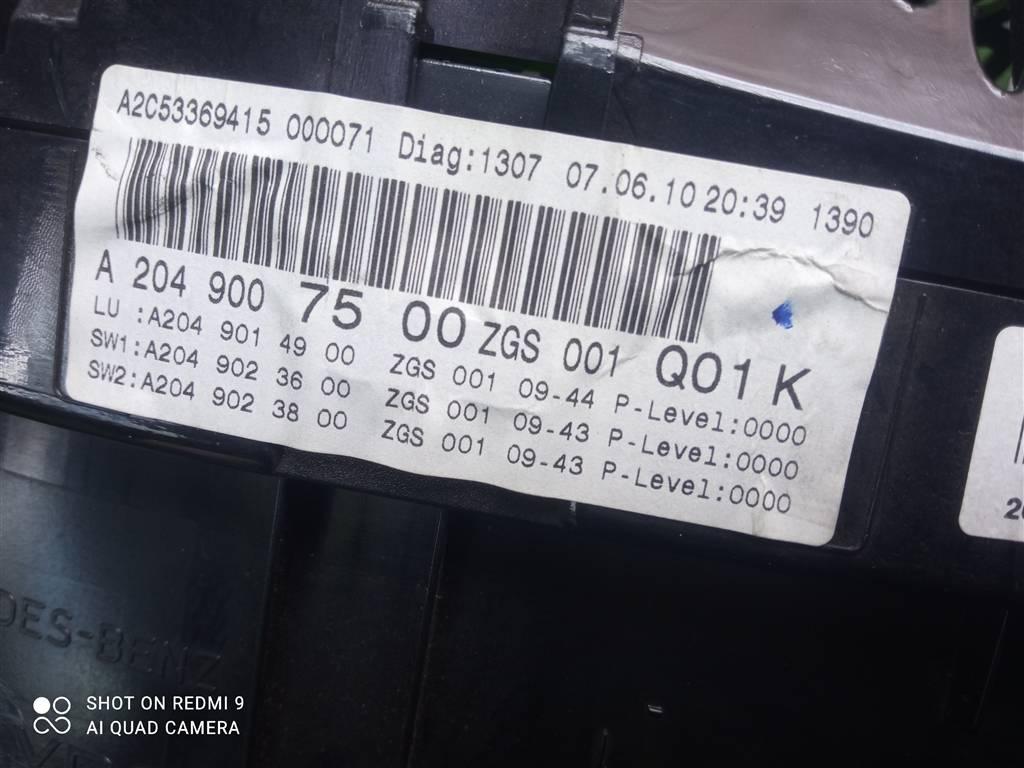 A2C53369415 000071 Diag:1307 07.06.10 20:39 1390
A 204 900 75 00 ZGS 001 Q01 K
LU :A204 901 49 00 ZGS 001 09-44 P-Level:0000
SW1:A204 902 36 00 ZGS 001 09-43 P-Level:0000
SW2:A204 902 38 00 ZGS 001 09-43 P-Level:0000
DES-BENZ
SHOT ON REDMI 9
AI QUAD CAMERA